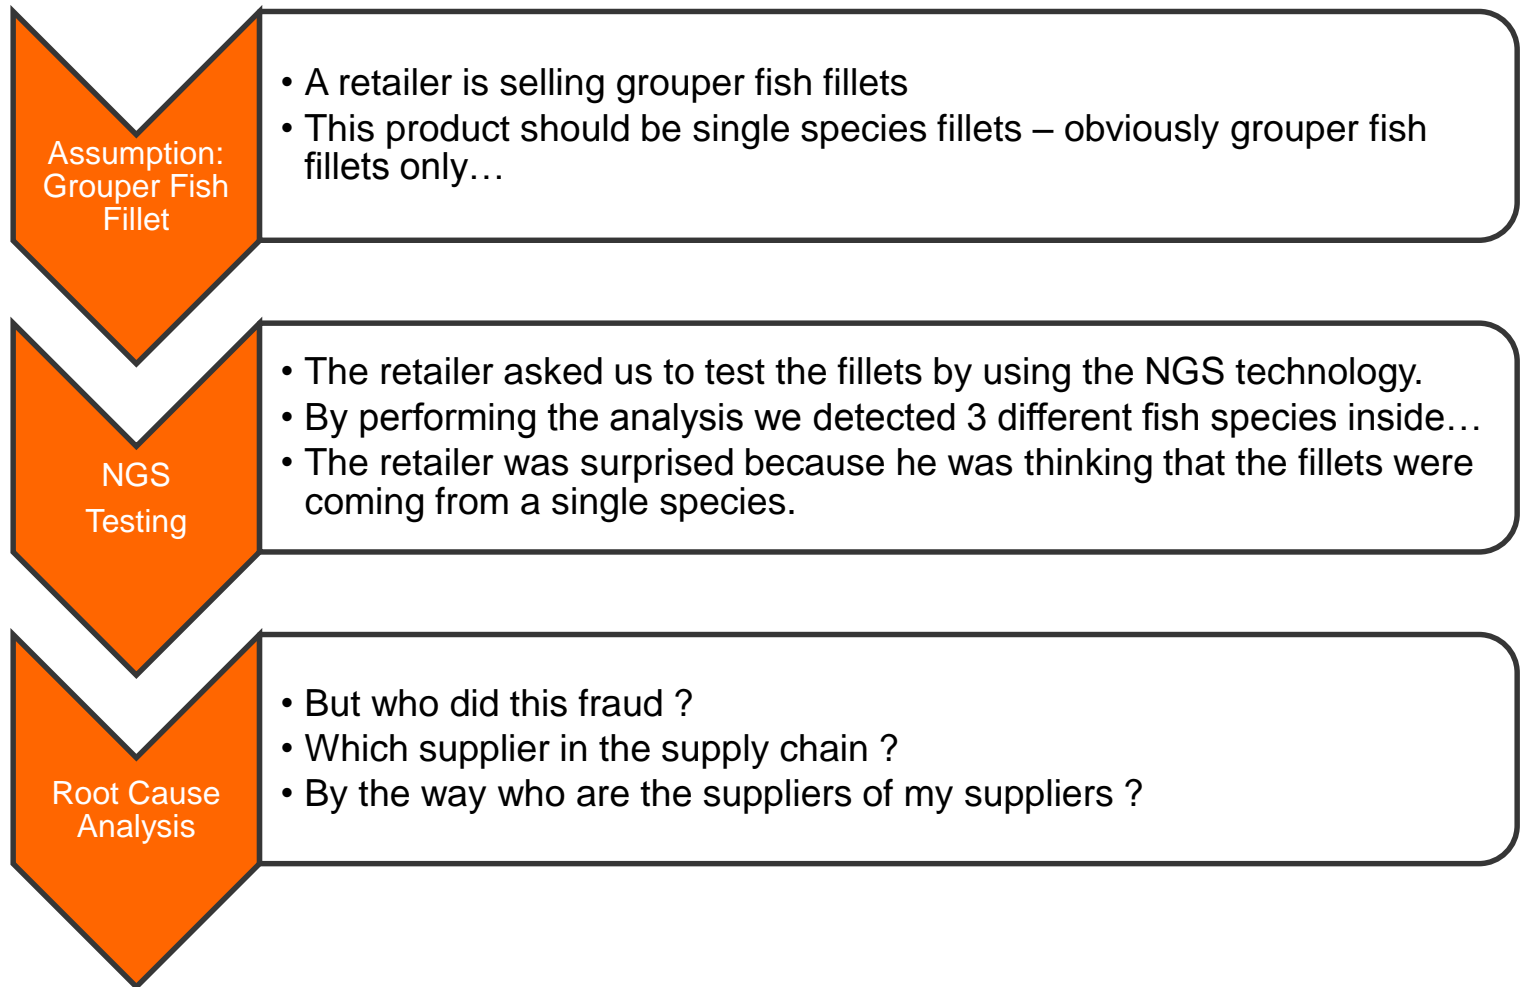 Assumption:
Grouper Fish
Fillet
• A retailer is selling grouper fish fillets
• This product should be single species fillets – obviously grouper fish
fillets only…
NGS
Testing
• The retailer asked us to test the fillets by using the NGS technology.
• By performing the analysis we detected 3 different fish species inside…
• The retailer was surprised because he was thinking that the fillets were
coming from a single species.
Root Cause
Analysis
• But who did this fraud ?
• Which supplier in the supply chain ?
• By the way who are the suppliers of my suppliers ?